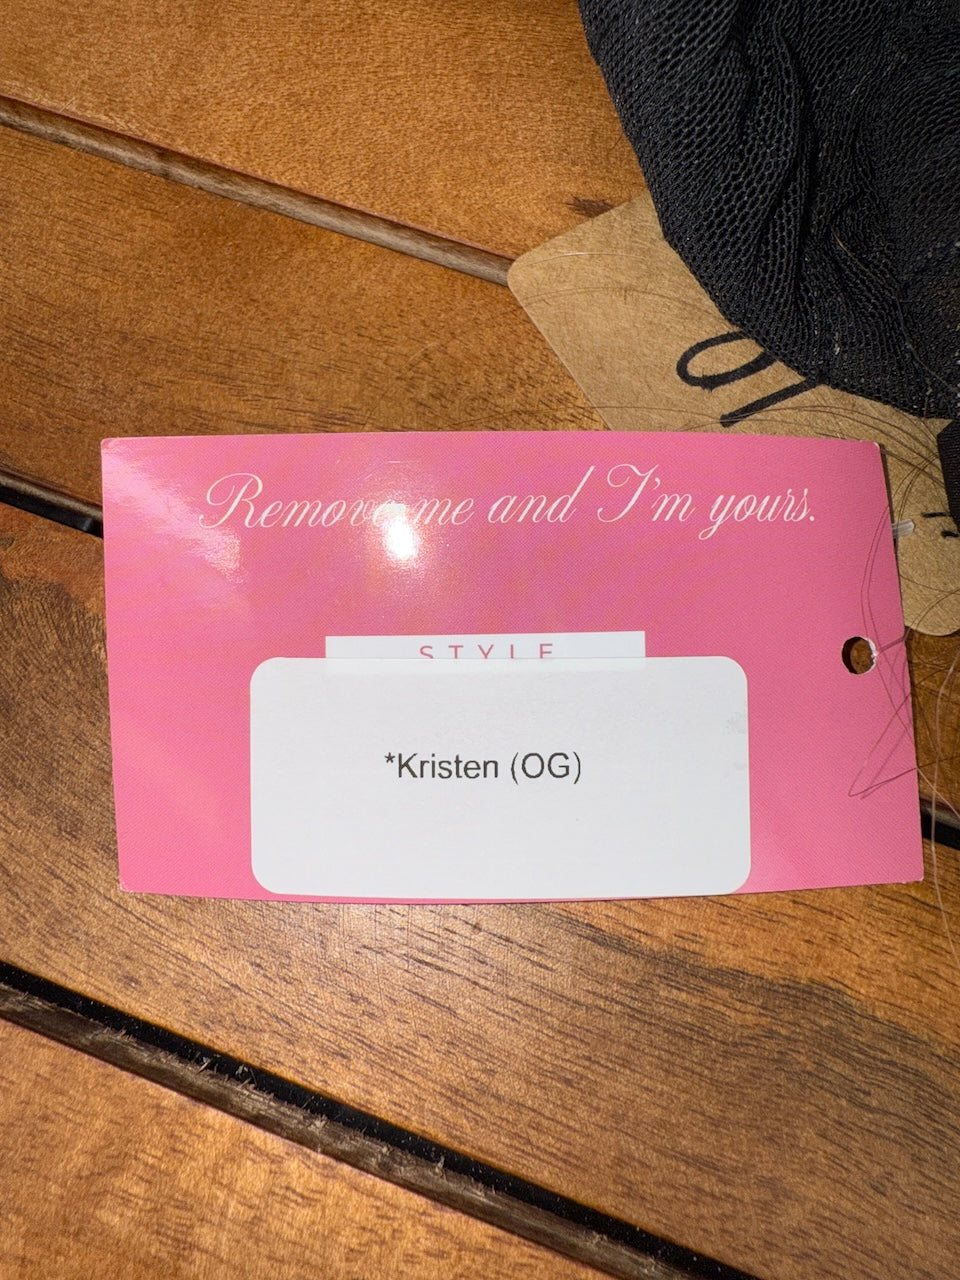 Remove me and I'm yours.
STYLE
*Kristen (OG)